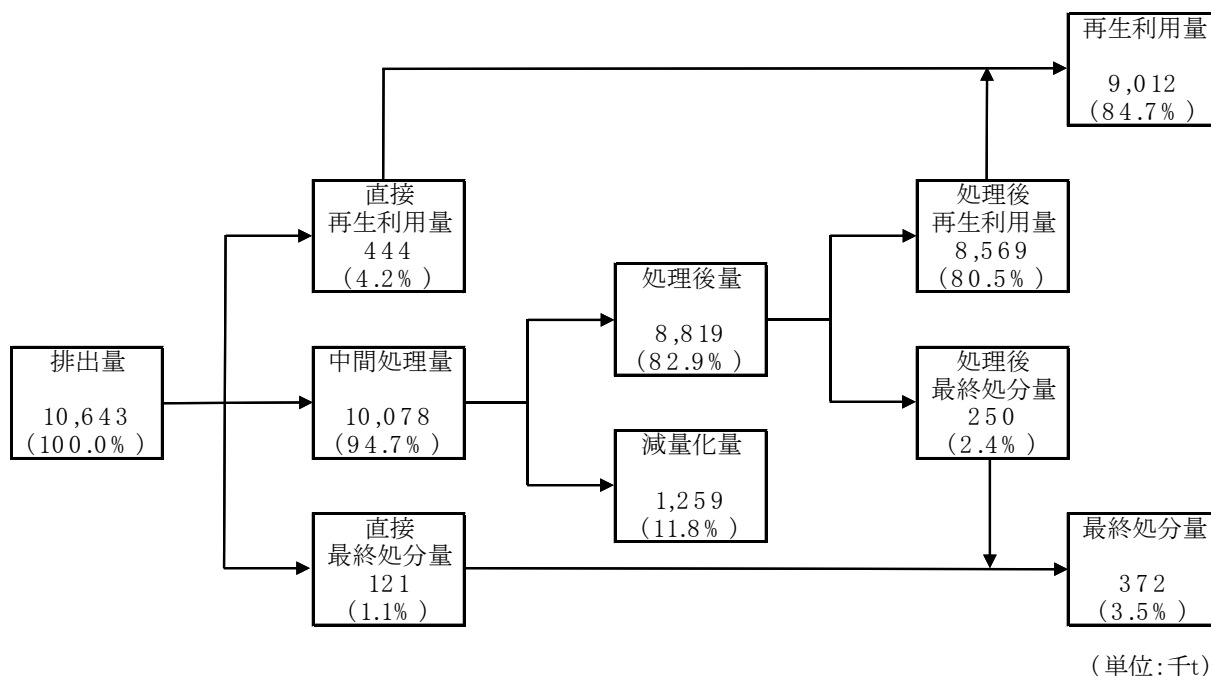 再生利用量
9,012
(84.7%)
直接
再生利用量
444
(4.2%)
処理後
再生利用量
8,569
(80.5%)
処理後量
8,819
(82.9%)
排出量
10,643
(100.0%)
中間処理量
10,078
(94.7%)
処理後
最終処分量
250
(2.4%)
減量化量
1,259
(11.8%)
直接
最終処分量
121
(1.1%)
最終処分量
372
(3.5%)
(単位:千t)